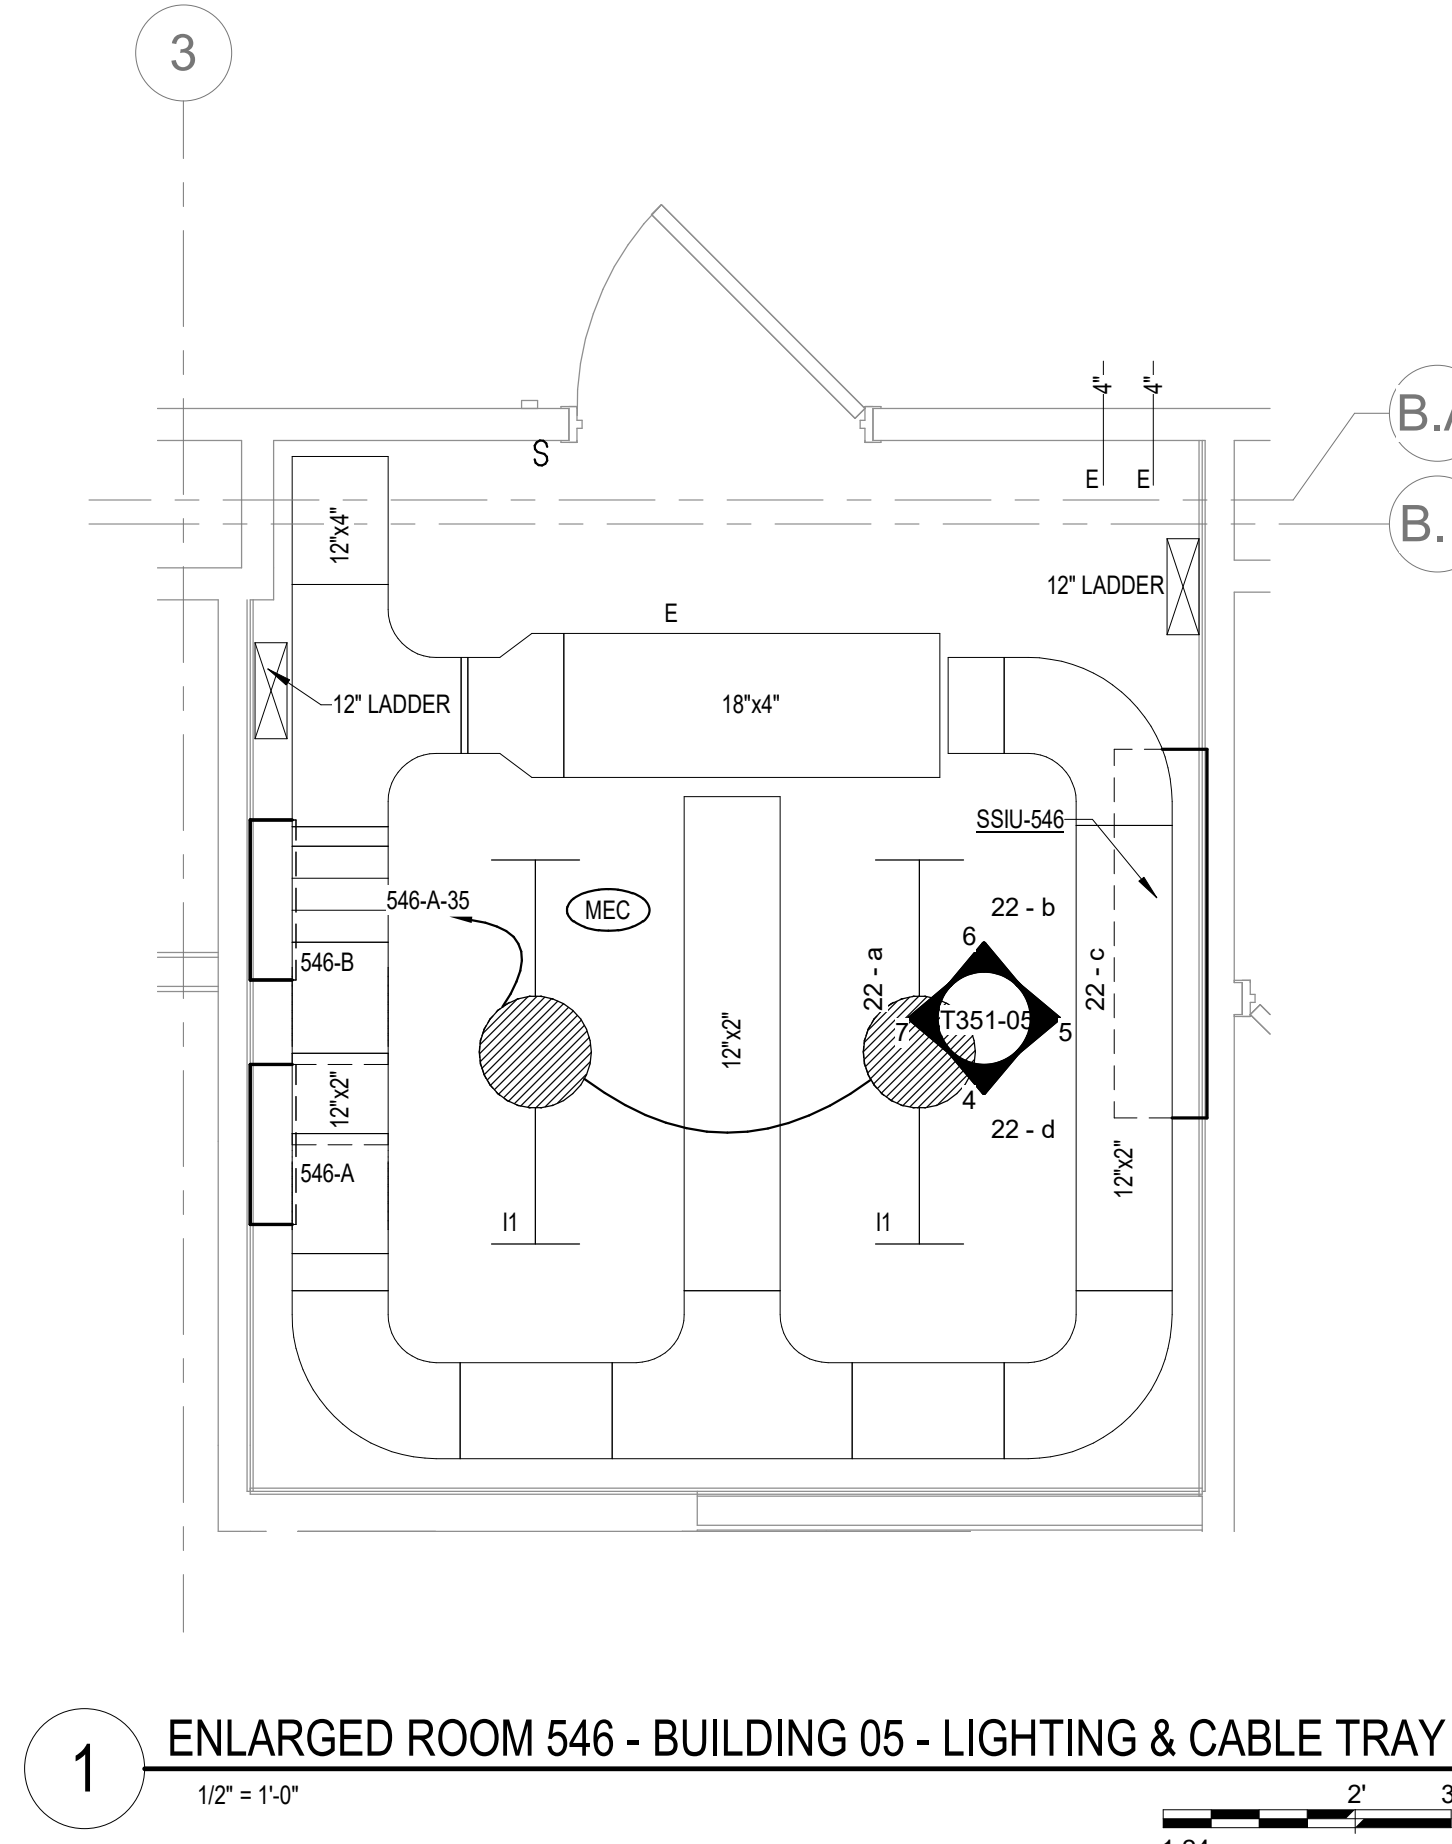 3
4"
4"
B.A
S
E
E
12"x4"
B.
12" LADDER
E
12" LADDER
18"x4"
SSIU-546
546-A-35
MEC
22 - b
22 - a
6
22 - c
546-B
T351-05
7
5
12"x2"
12"x2"
4
22 - d
12"x2"
546-A
I1
I1
1
ENLARGED ROOM 546 - BUILDING 05 - LIGHTING & CABLE TRAY
1/2" = 1'-0"
2'
3